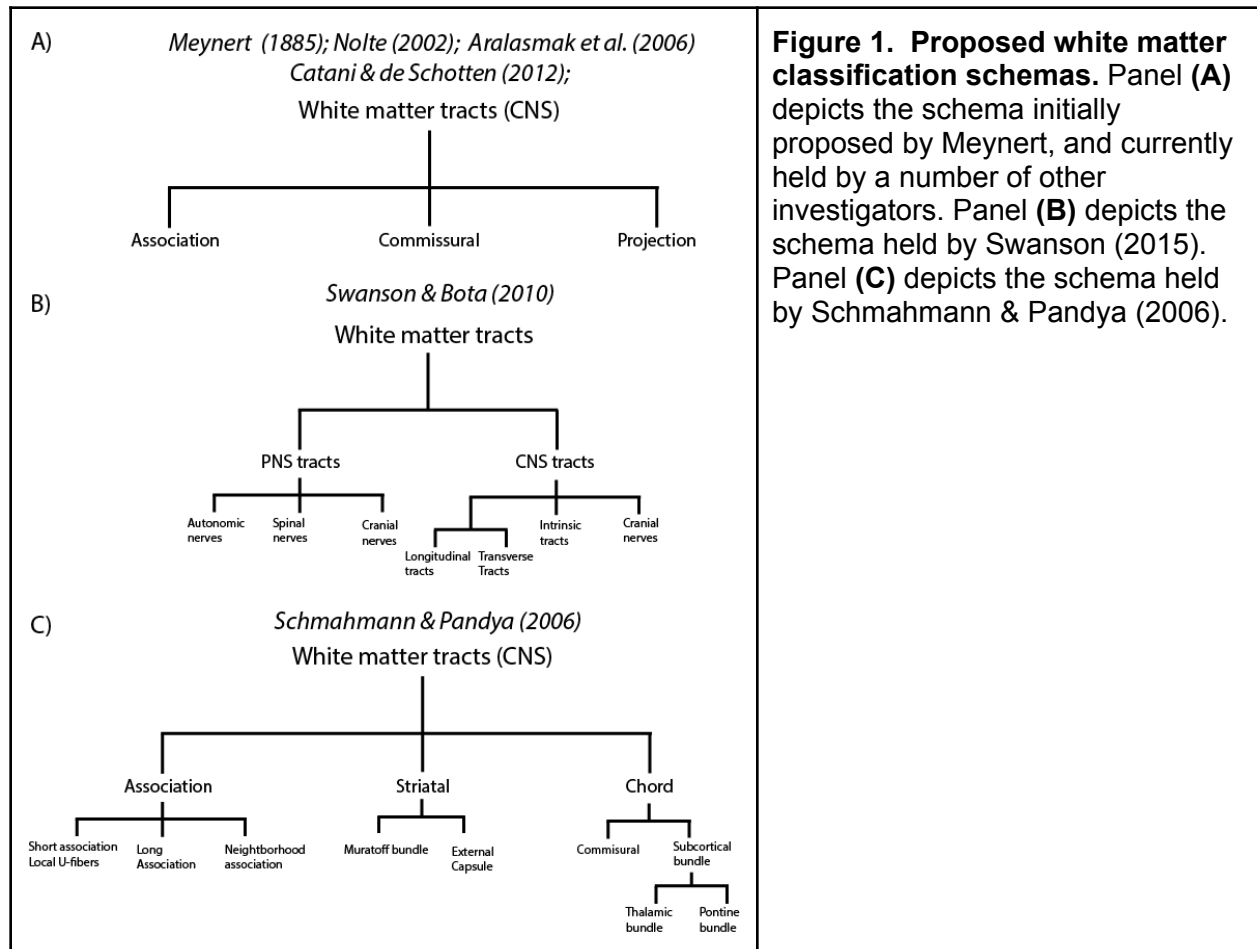 A)
Meynert (1885); Nolte (2002); Aralasmak et al. (2006)
Catani & de Schotten (2012);
White matter tracts (CNS)
Association
Commissural
Projection
B)
Swanson & Bota (2010)
White matter tracts
PNS tracts
CNS tracts
Autonomic
nerves
Spinal
nerves
Cranial
nerves
Longitudinal
tracts
Transverse
Tracts
Intrinsic
tracts
Cranial
nerves
C)
Schmahmann & Pandya (2006)
White matter tracts (CNS)
Association
Striatal
Chord
Short association
Local U-fibers
Long
Association
Neighborhood
association
Muratoff bundle
External
Capsule
Commisural
Subcortical
bundle
Thalamic
bundle
Pontine
bundle
Figure 1. Proposed white matter
classification schemas. Panel (A)
depicts the schema initially
proposed by Meynert, and currently
held by a number of other
investigators. Panel (B) depicts the
schema held by Swanson (2015).
Panel (C) depicts the schema held
by Schmahmann & Pandya (2006).